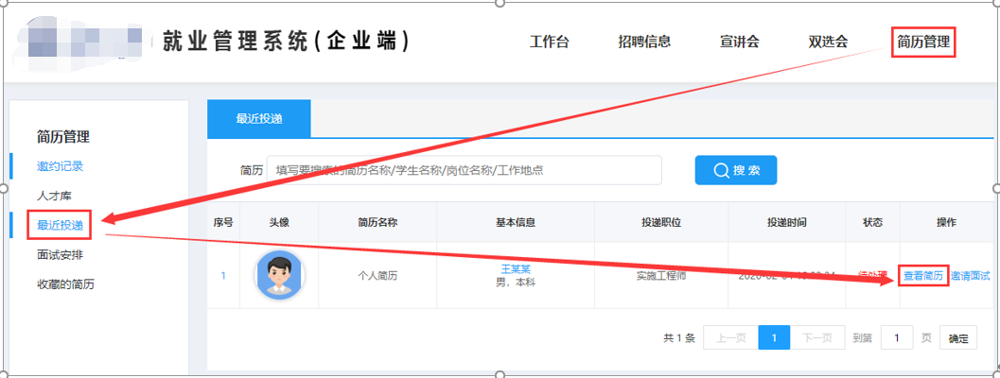 就业管理系统(企业端)
工作台 招聘信息 宣讲会 双选会 简历管理
简历管理
邀约记录
人才库
最近投递
面试安排
收藏的简历
最近投递
简历 填写要搜索的简历名称/学生名称/岗位名称/工作地点 搜索
序号 头像 简历名称 基本信息 投递职位 投递时间 状态 操作
1 个人简历 王某某 实施工程师 待处理 查看简历 邀请面试
男，本科
共 1 条 上一页 1 下一页 到第 1 页 确定